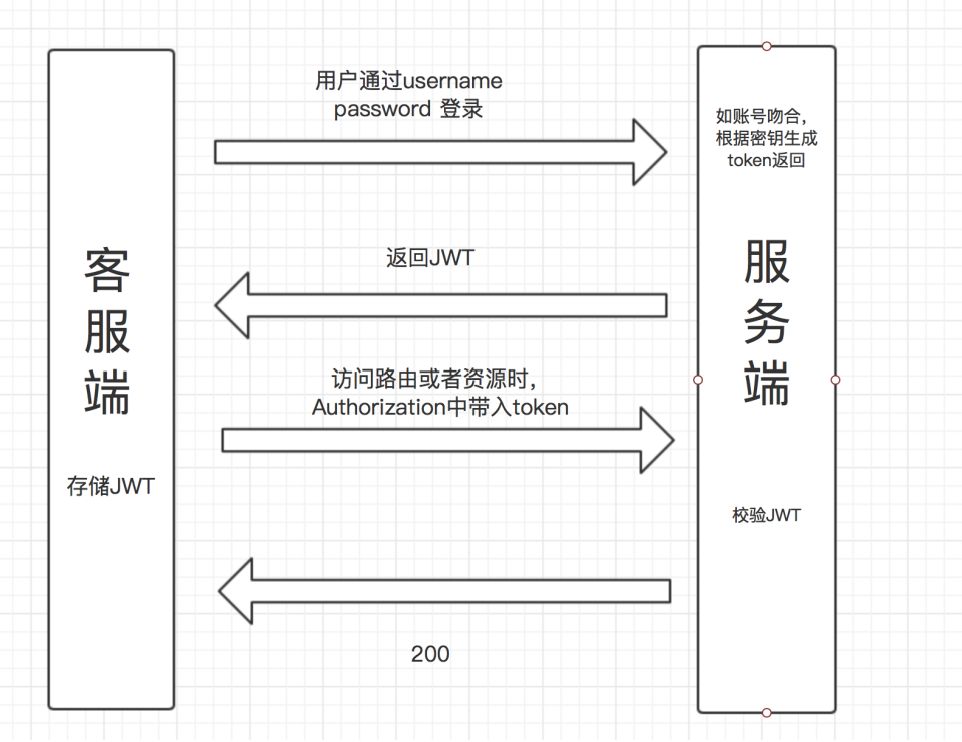 用户通过username
password 登录
如账号吻合，
根据密钥生成
token返回
返回JWT
客
服
端
服
务
端
访问路由或者资源时，
Authorization中带入token
存储JWT
校验JWT
200